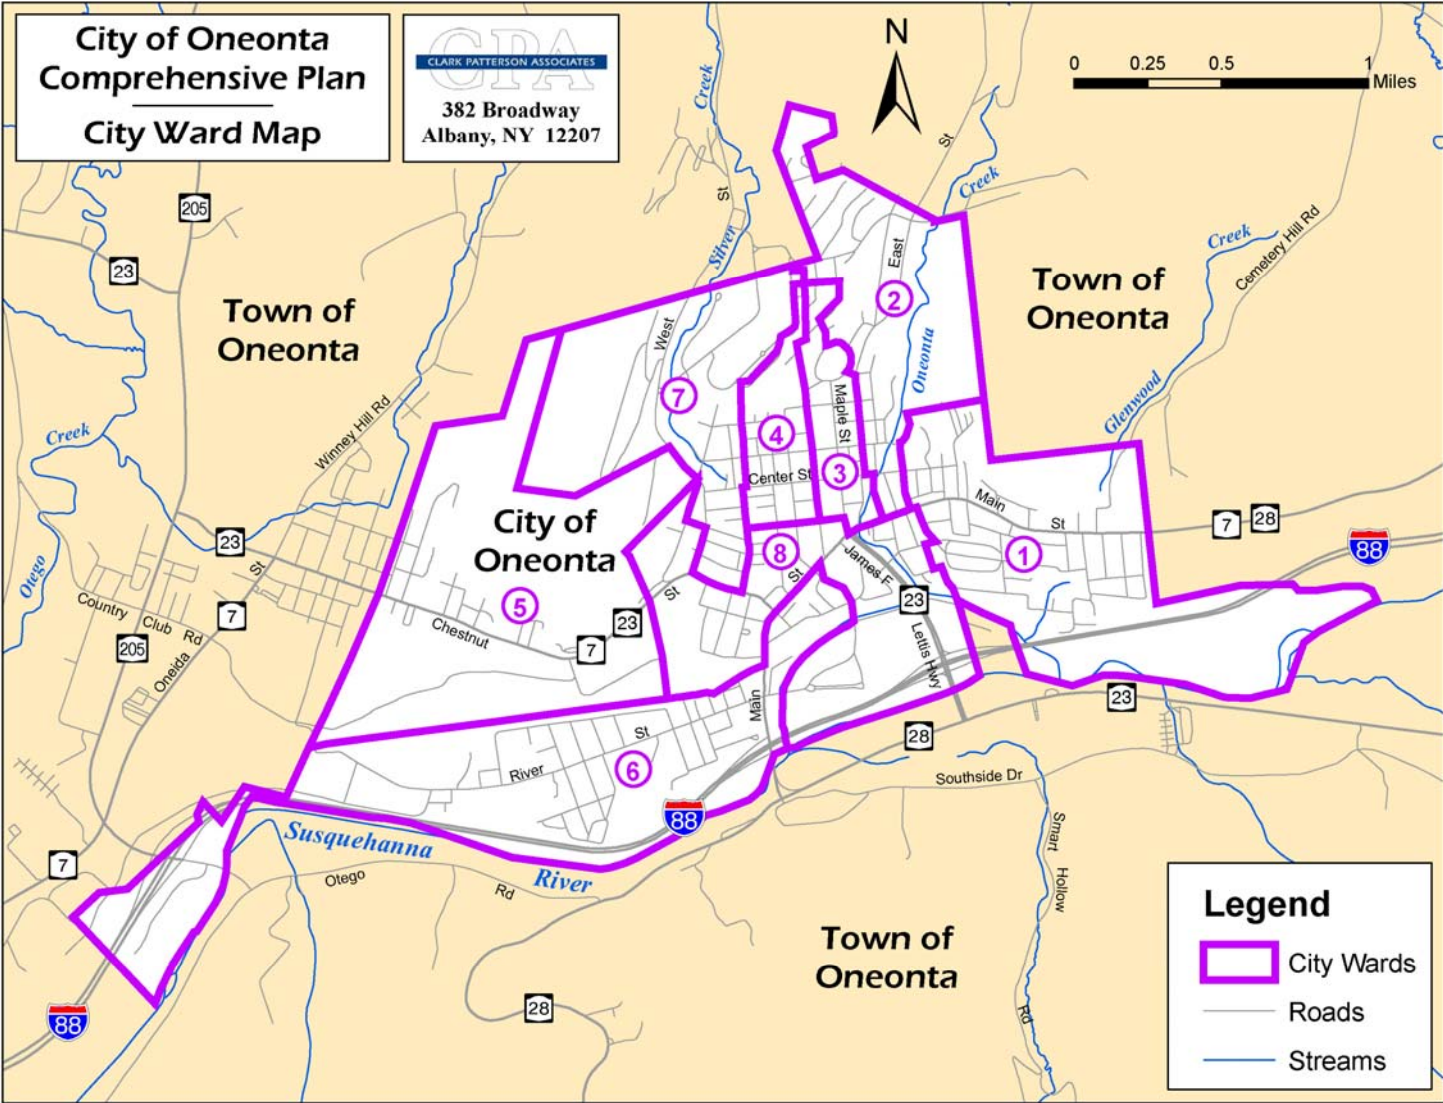 City of Oneonta
Comprehensive Plan
City Ward Map
CPA
CLARK PATTERSON ASSOCIATES
382 Broadway
Albany, NY 12207
N
0 0.25 0.5 1
Miles
Creek
St
Creek
St
205
23
Silver
East
Creek
Cemetery Hill Rd
Town of
Oneonta
Town of
Oneonta
2
West
Oneonta
7
Maple St
Glenwood
Winney Hill Rd
Creek
4
3
Center St
Main
St
7
28
88
City of
Oneonta
23
Otego
St
8
James F.
1
St
5
23
Country Club Rd
7
Chestnut
23
St
7
205
Oneida
Lettis Hwy
23
Main
St
28
River
6
Southside Dr
88
Susquehanna
River
Smart
Hollow
Rd
7
Otego
Rd
Town of
Oneonta
28
88
Legend
City Wards
Roads
Streams